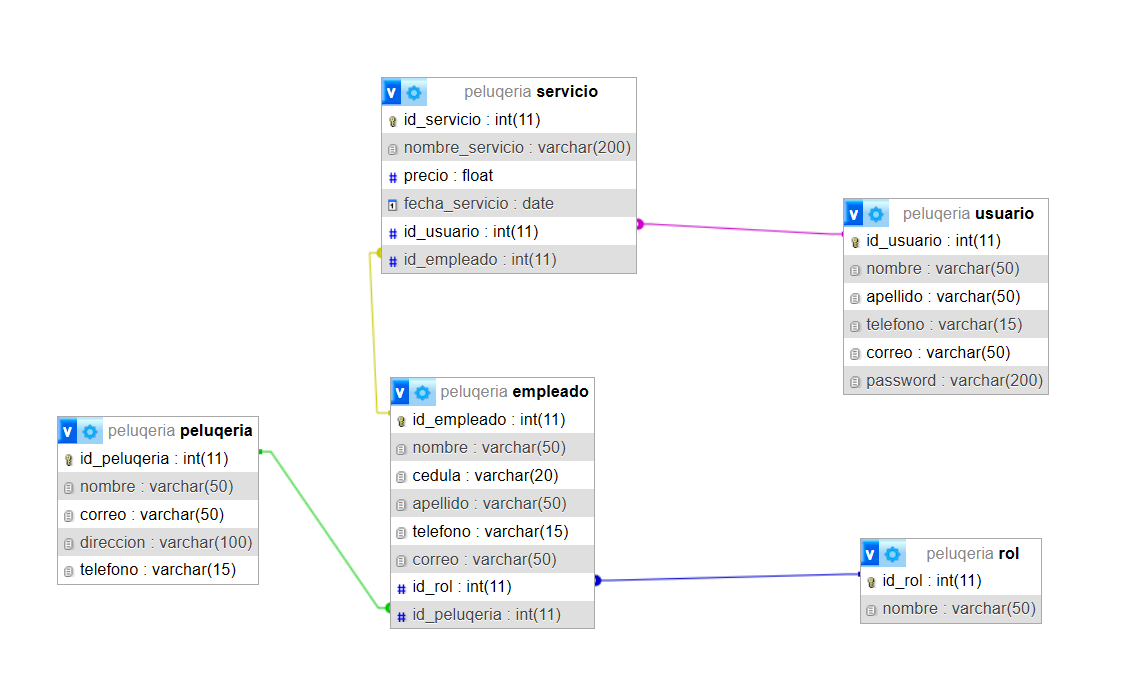 peluqeria servicio
id_servicio : int(11)
nombre_servicio : varchar(200)
precio : float
fecha_servicio : date
id_usuario : int(11)
id_empleado : int(11)
peluqeria usuario
id_usuario : int(11)
nombre : varchar(50)
apellido : varchar(50)
telefono : varchar(15)
correo : varchar(50)
password : varchar(200)
peluqeria empleado
id_empleado : int(11)
nombre : varchar(50)
cedula : varchar(20)
apellido : varchar(50)
telefono : varchar(15)
correo : varchar(50)
id_rol : int(11)
id_peluqeria : int(11)
peluqeria peluqeria
id_peluqeria : int(11)
nombre : varchar(50)
correo : varchar(50)
direccion : varchar(100)
telefono : varchar(15)
peluqeria rol
id_rol : int(11)
nombre : varchar(50)